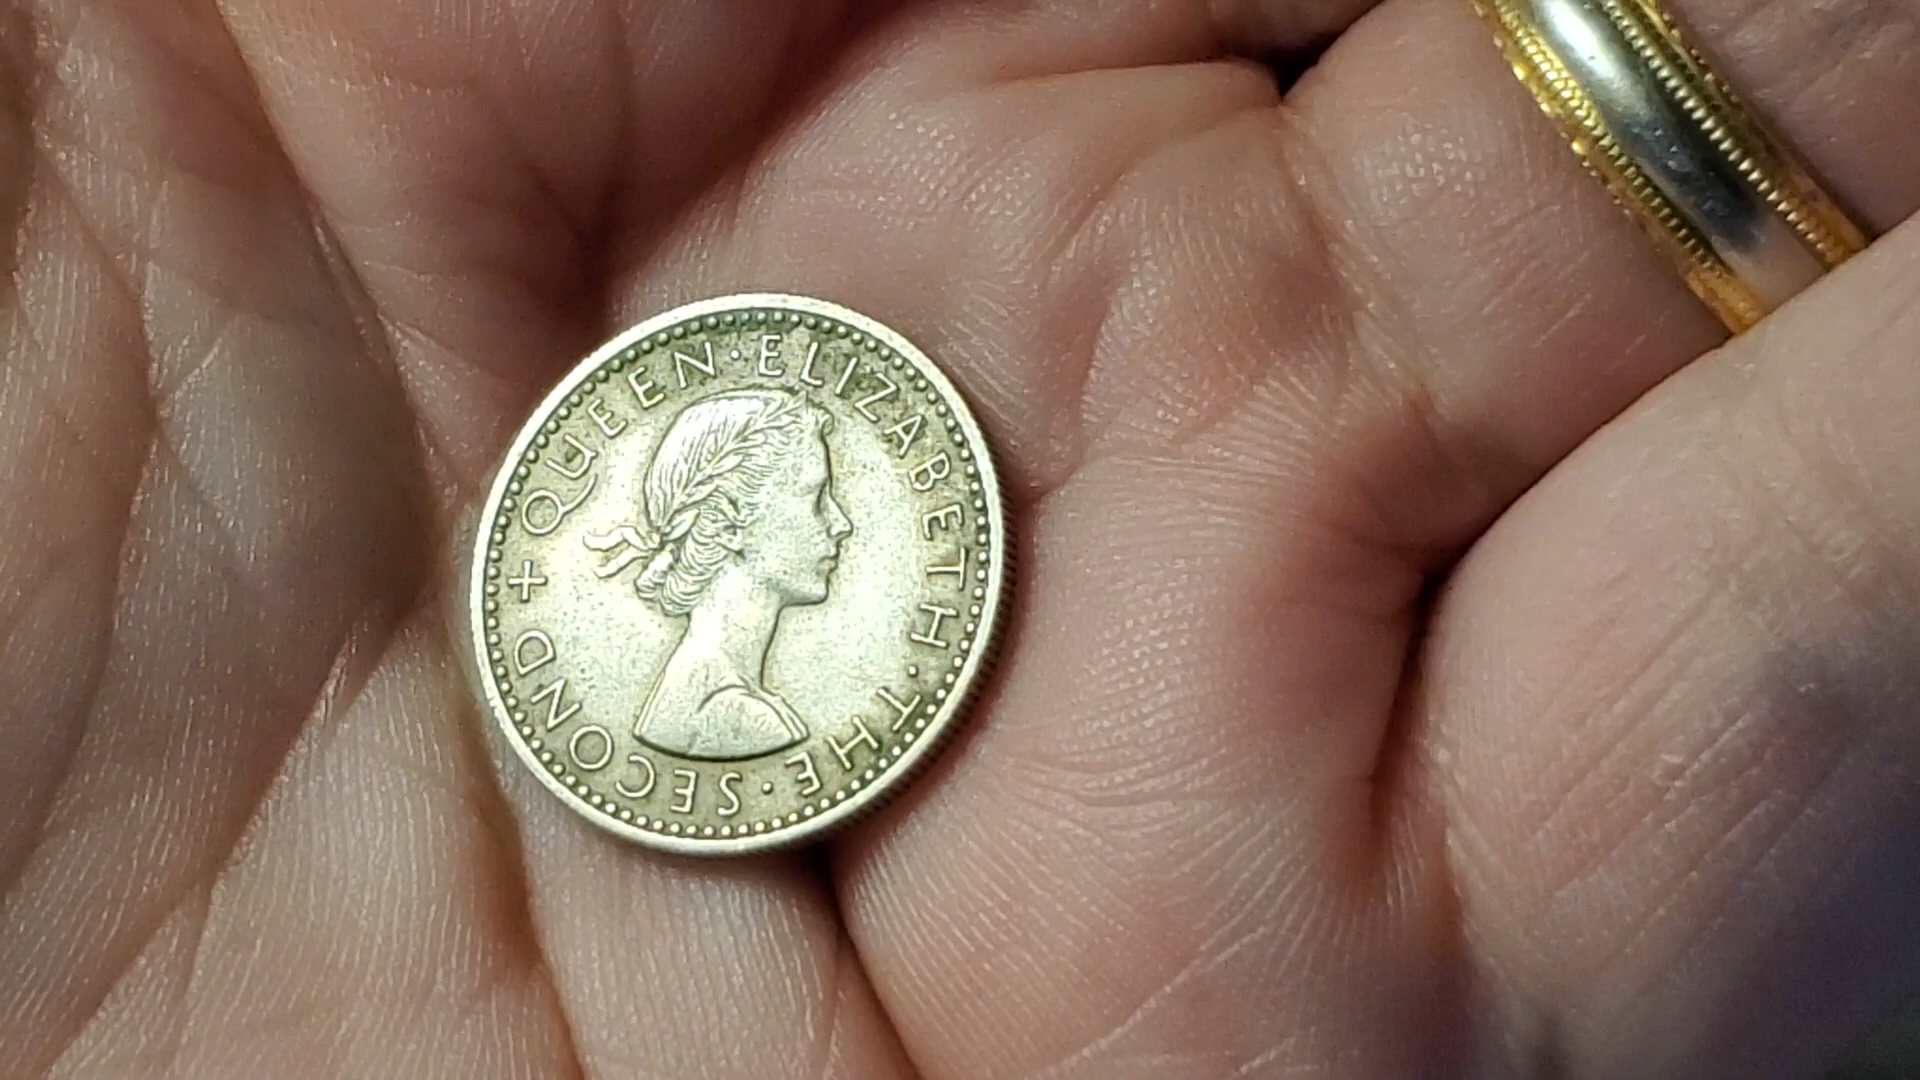 + QUEEN · ELIZABETH · THE · SECOND